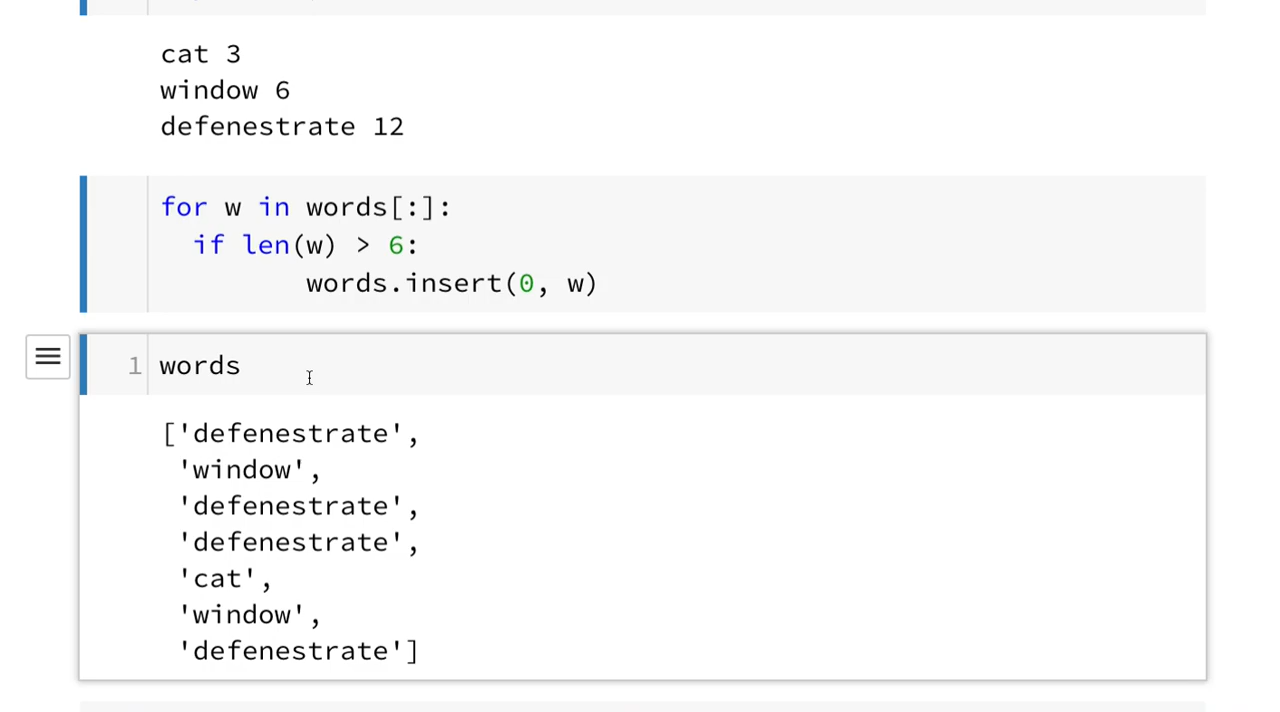 cat 3
window 6
defenestrate 12
for w in words[:]:
  if len(w) > 6:
         words.insert(0, w)
1 words
['defenestrate',
 'window',
 'defenestrate',
 'defenestrate',
 'cat',
 'window',
 'defenestrate']